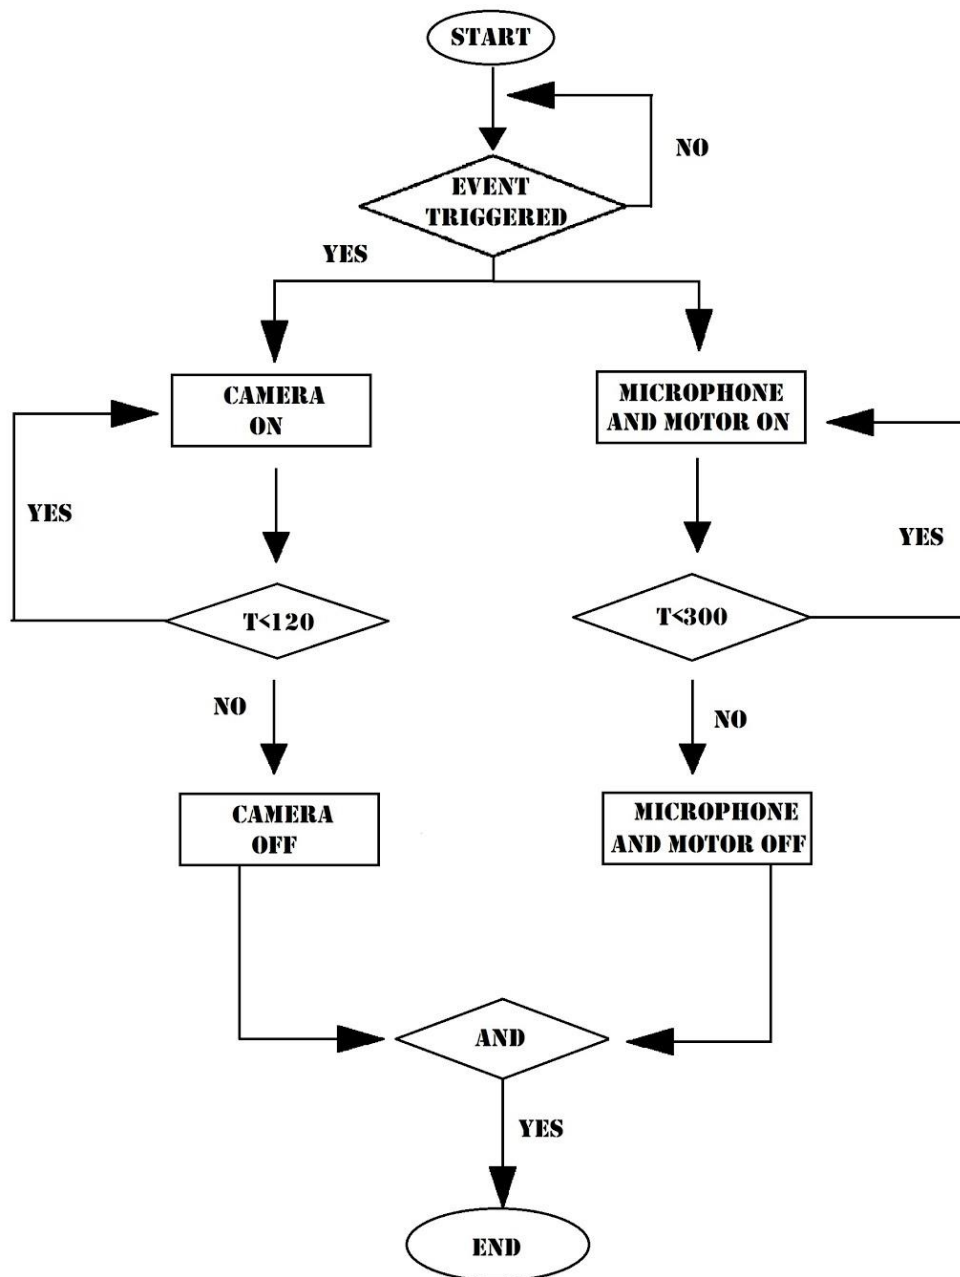 START
NO
EVENT
TRIGGERED
YES
CAMERA
ON
MICROPHONE
AND MOTOR ON
YES
YES
T<120
T<300
NO
NO
CAMERA
OFF
MICROPHONE
AND MOTOR OFF
AND
YES
END